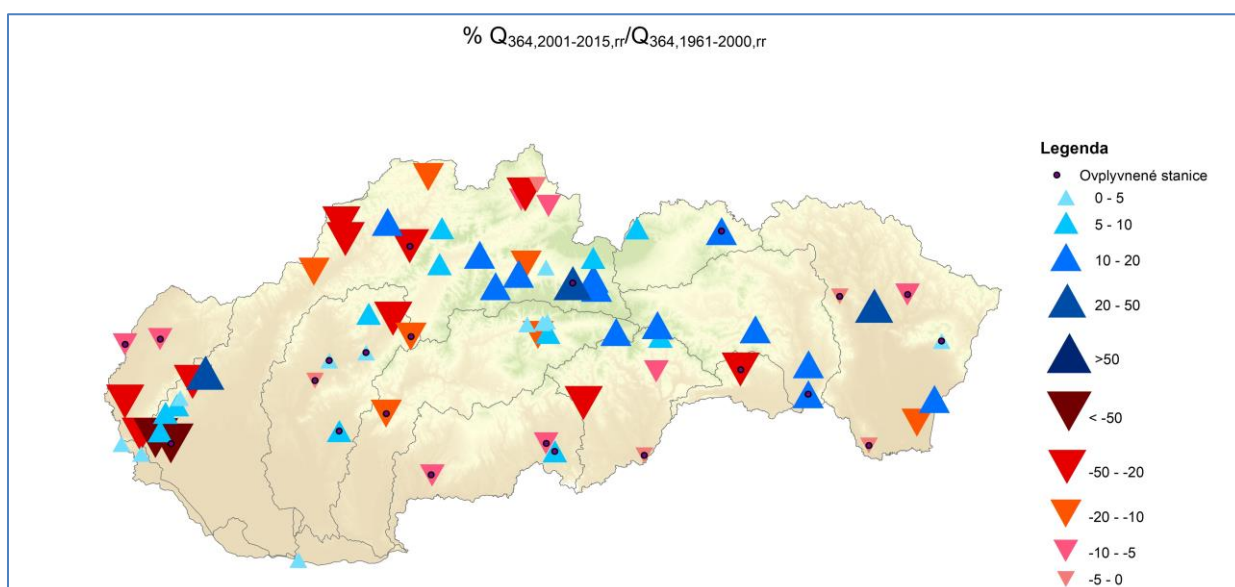 % Q364,2001-2015,rr/Q364,1961-2000,rr
Legenda
Ovplyvnené stanice
0 - 5
5 - 10
10 - 20
20 - 50
>50
< -50
-50 - -20
-20 - -10
-10 - -5
-5 - 0